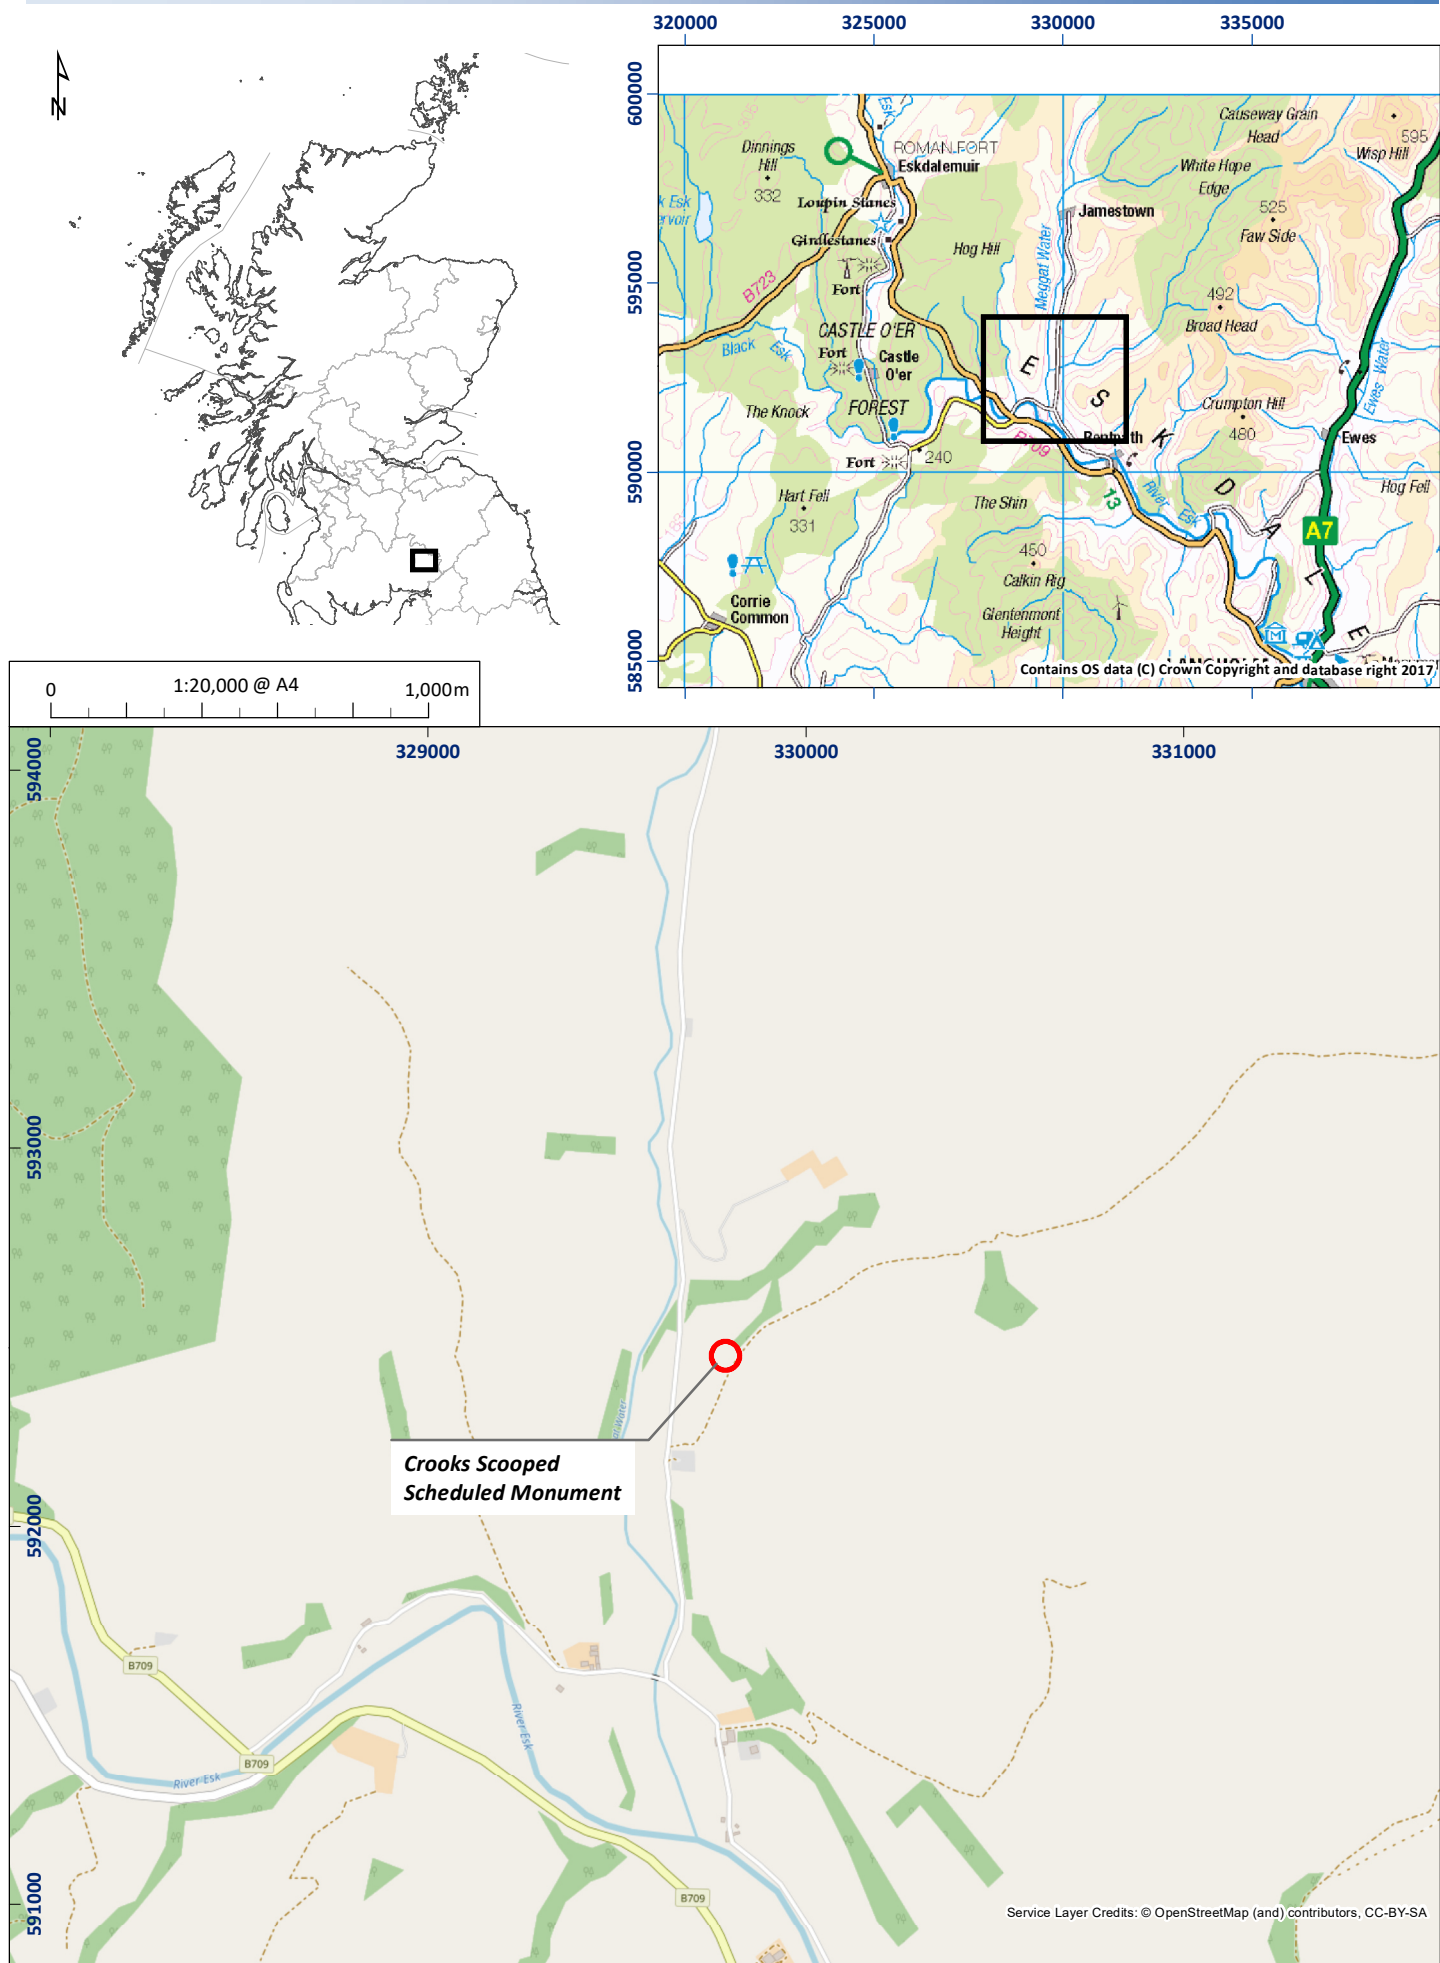 N
320000
325000
330000
335000
600000
595000
590000
585000
Esk
Causeway Grain
Head
595
Wisp Hill
Dinnings
Hill
332
ROMAN FORT
Eskdalemuir
White Hope
Edge
Loupin Stanes
Jamestown
525
Faw Side
k Esk
ervoir
Girdlestanes
Hog Hill
Meggat Water
B723
Fort
492
Broad Head
CASTLE O'ER
Black
Esk
Fort
Castle
O'er
E
S
K
D
A
L
E
The Knock
FOREST
Crumpton Hill
480
Ewes Water
B709
Bentpath
Ewes
Fort
240
Hart Fell
331
The Shin
13
River Esk
Hog Fell
A7
450
Calkin Rig
Corrie
Common
Glentenmont
Height
Contains OS data (C) Crown Copyright and database right 2017
0
1:20,000 @ A4
1,000m
329000
330000
331000
594000
593000
592000
591000
at Water
Crooks Scooped
Scheduled Monument
B709
River Esk
B709
River Esk
B709
Service Layer Credits: © OpenStreetMap (and) contributors, CC-BY-SA